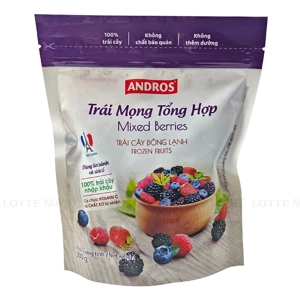 100%
trái cây
Không
chất bảo quản
Không
thêm đường
ANDROS
Trái Mọng Tổng Hợp
Mixed Berries
TRÁI CÂY ĐÔNG LẠNH
FROZEN FRUITS
100% trái cây
nhập khẩu
LOTTE